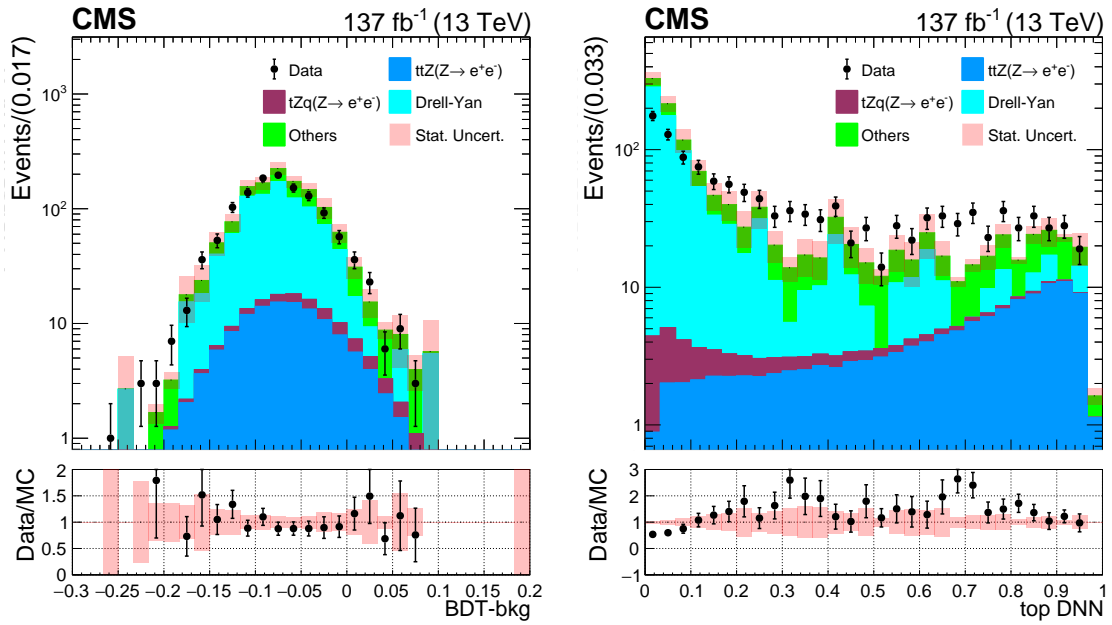 CMS 137 fb-1 (13 TeV)
Events/(0.017)
Data ttZ(Z→ e+e-)
tZq(Z→ e+e-) Drell-Yan
Others Stat. Uncert.
10³
10²
10
1
Data/MC
2
1.5
1
0.5
0
−0.3 −0.25 −0.2 −0.15 −0.1 −0.05 0 0.05 0.1 0.15 0.2
BDT-bkg
CMS 137 fb-1 (13 TeV)
Events/(0.033)
Data ttZ(Z→ e+e-)
tZq(Z→ e+e-) Drell-Yan
Others Stat. Uncert.
10²
10
1
Data/MC
3
2
1
0
−1
0 0.1 0.2 0.3 0.4 0.5 0.6 0.7 0.8 0.9 1
top DNN